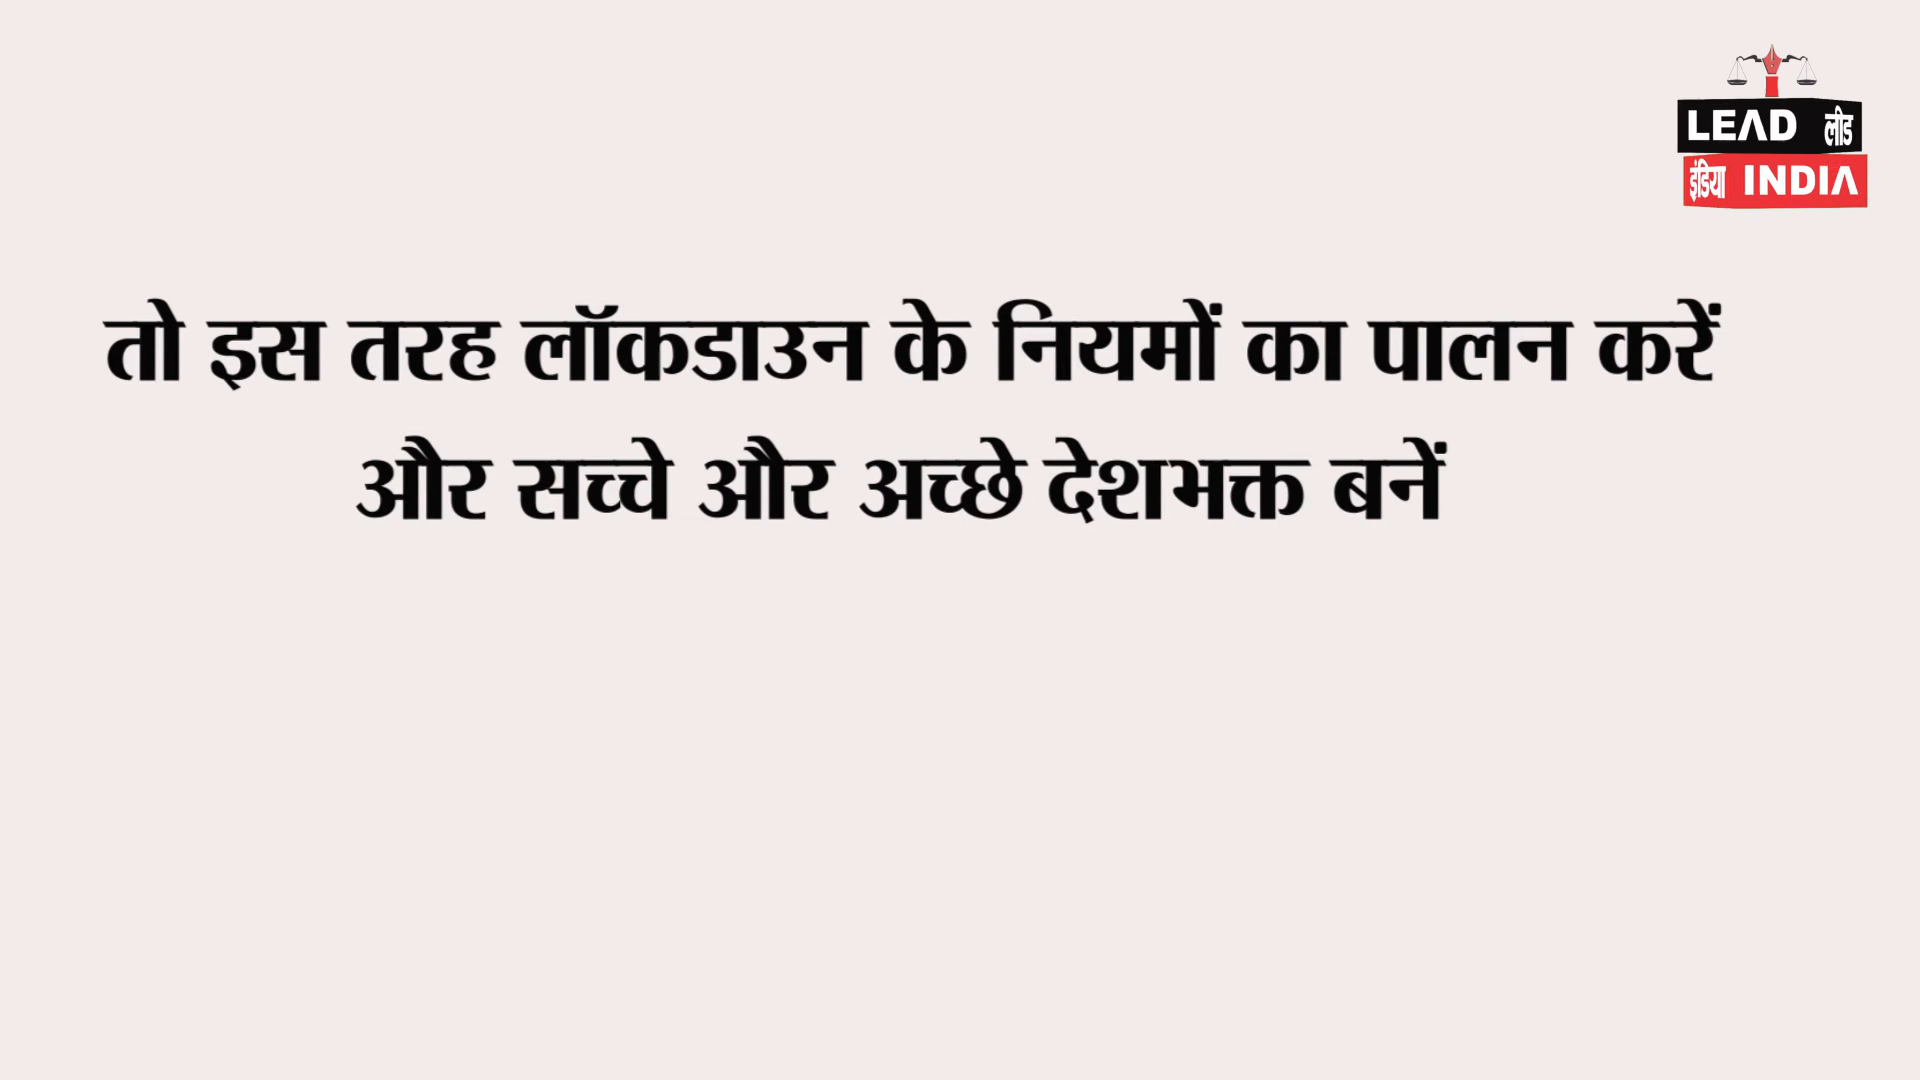 LEAD लीड
इंडिया INDIA
तो इस तरह लॉकडाउन के नियमों का पालन करें
और सच्चे और अच्छे देशभक्त बनें